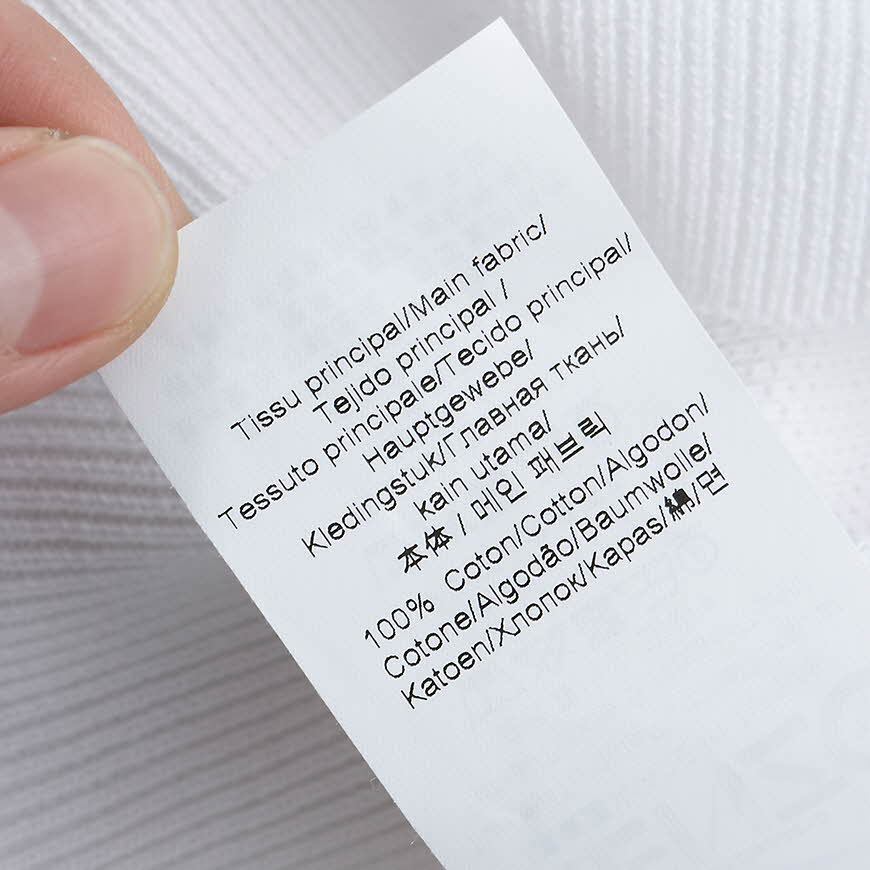 Tissu principal/Main fabric/
Tejido principal /
Tessuto principale/Tecido principal/
Hauptgewebe/
Kledingstuk/Главная ткань/
kain utama/
本体 / 메인 패브릭
100% Coton/Cotton/Algodon/
Cotone/Algodão/Baumwolle/
Katoen/Хлопок/Kapas/綿/면